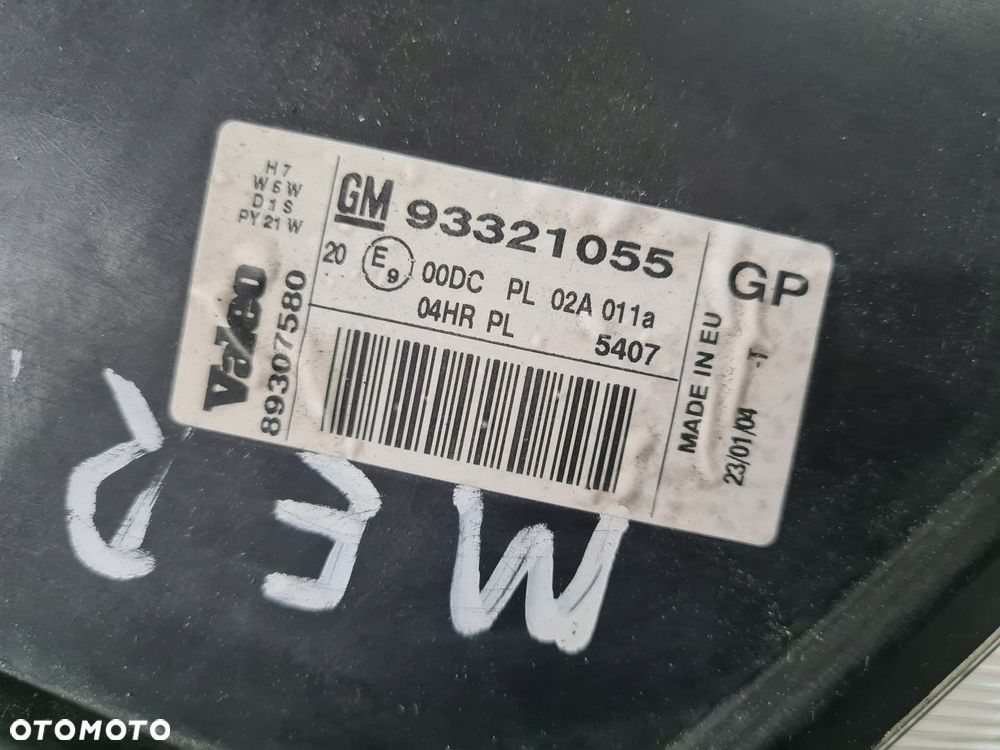 H7
W5W
D1S
PY21W
Valeo
89307580
GM 93321055
20 E9 00DC PL 02A 011a
04HR PL 5407
GP
MADE IN EU
23/01/04 -T
MER
OTOMOTO